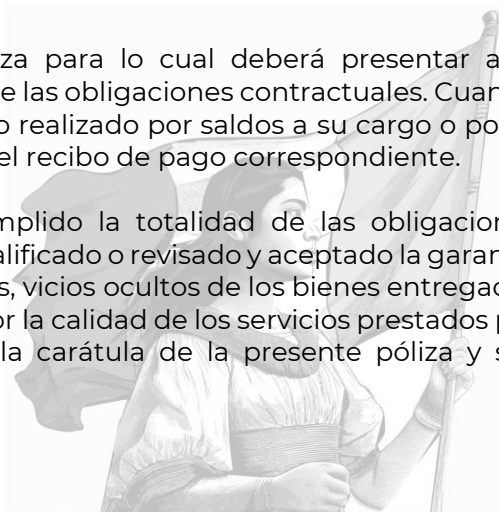 za para lo cual deberá presentar a
e las obligaciones contractuales. Cuan
o realizado por saldos a su cargo o po
el recibo de pago correspondiente.
mplido la totalidad de las obligacion
alificado o revisado y aceptado la garan
s, vicios ocultos de los bienes entregad
or la calidad de los servicios prestados p
la carátula de la presente póliza y s